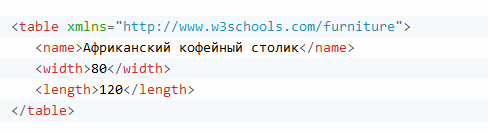 <table xmlns="http://www.w3schools.com/furniture">
<name>Африканский кофейный столик</name>
<width>80</width>
<length>120</length>
</table>